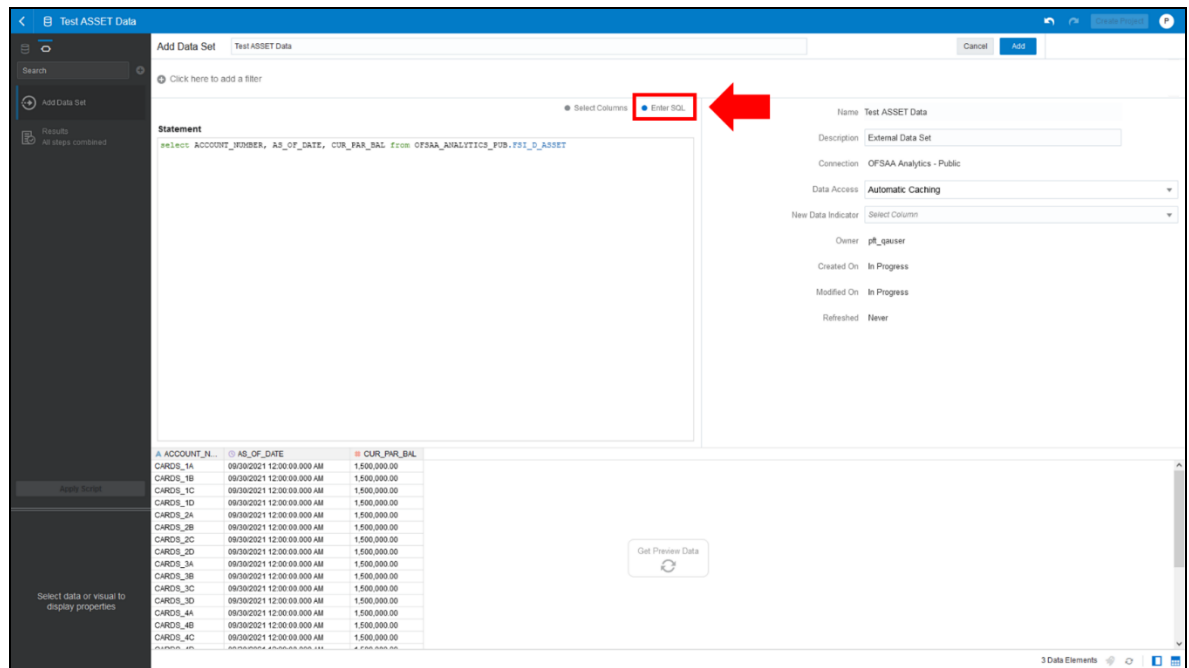 Test ASSET Data
Create Project
P
Add Data Set
Test ASSET Data
Cancel
Add
Search
Click here to add a filter
Add Data Set
Results
All steps combined
Select Columns
Enter SQL
Statement
select ACCOUNT_NUMBER, AS_OF_DATE, CUR_PAR_BAL from OFSAA_ANALYTICS_PUB.FSI_D_ASSET
Name Test ASSET Data
Description External Data Set
Connection OFSAA Analytics - Public
Data Access Automatic Caching
New Data Indicator Select Column
Owner pft_qauser
Created On In Progress
Modified On In Progress
Refreshed Never
Apply Script
Select data or visual to
display properties
A ACCOUNT_N... AS_OF_DATE # CUR_PAR_BAL
CARDS_1A 09/30/2021 12:00:00.000 AM 1,500,000.00
CARDS_1B 09/30/2021 12:00:00.000 AM 1,500,000.00
CARDS_1C 09/30/2021 12:00:00.000 AM 1,500,000.00
CARDS_1D 09/30/2021 12:00:00.000 AM 1,500,000.00
CARDS_2A 09/30/2021 12:00:00.000 AM 1,500,000.00
CARDS_2B 09/30/2021 12:00:00.000 AM 1,500,000.00
CARDS_2C 09/30/2021 12:00:00.000 AM 1,500,000.00
CARDS_2D 09/30/2021 12:00:00.000 AM 1,500,000.00
CARDS_3A 09/30/2021 12:00:00.000 AM 1,500,000.00
CARDS_3B 09/30/2021 12:00:00.000 AM 1,500,000.00
CARDS_3C 09/30/2021 12:00:00.000 AM 1,500,000.00
CARDS_3D 09/30/2021 12:00:00.000 AM 1,500,000.00
CARDS_4A 09/30/2021 12:00:00.000 AM 1,500,000.00
CARDS_4B 09/30/2021 12:00:00.000 AM 1,500,000.00
CARDS_4C 09/30/2021 12:00:00.000 AM 1,500,000.00
Get Preview Data
3 Data Elements